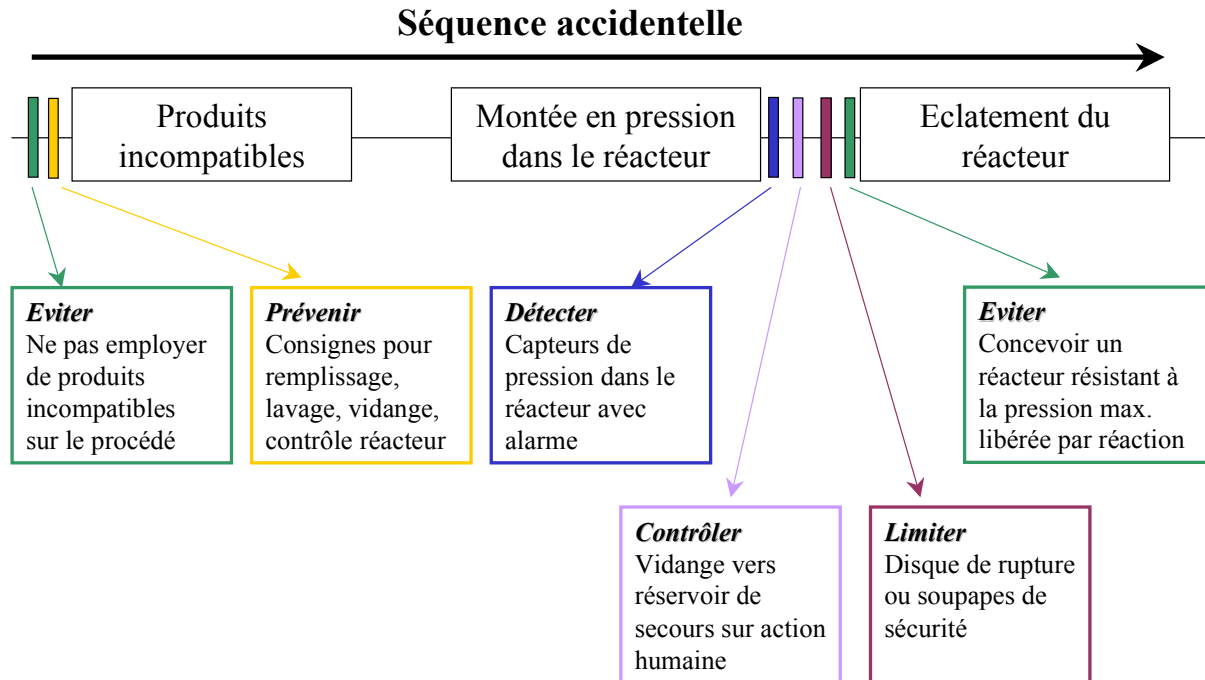 Séquence accidentelle
Produits
incompatibles
Montée en pression
dans le réacteur
Eclatement du
réacteur
Eviter
Ne pas employer
de produits
incompatibles
sur le procédé
Prévenir
Consignes pour
remplissage,
lavage, vidange,
contrôle réacteur
Détecter
Capteurs de
pression dans le
réacteur avec
alarme
Eviter
Concevoir un
réacteur résistant à
la pression max.
libérée par réaction
Contrôler
Vidange vers
réservoir de
secours sur action
humaine
Limiter
Disque de rupture
ou soupapes de
sécurité